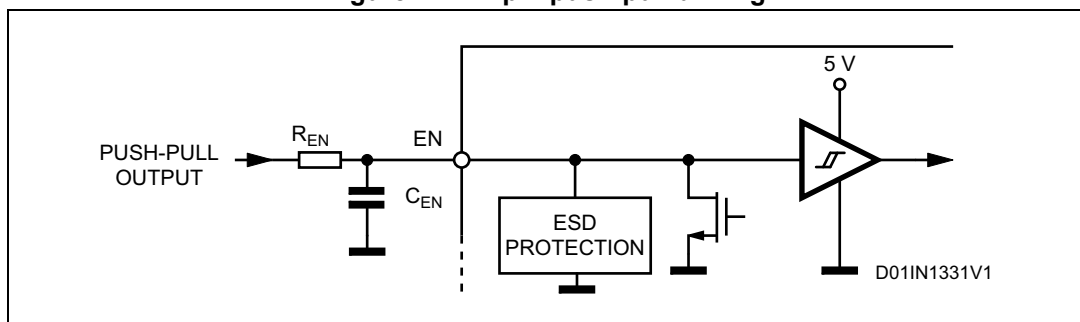 5 V
R_EN
EN
PUSH-PULL
OUTPUT
C_EN
ESD
PROTECTION
D01IN1331V1